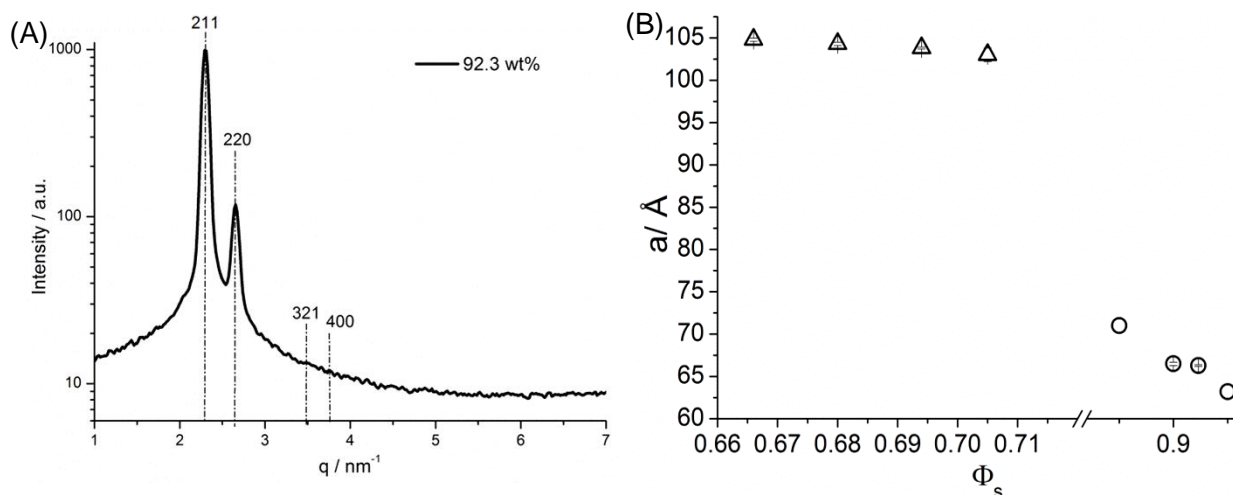 (A)
211
1000
92.3 wt%
220
100
321
400
10
Intensity / a.u.
1 2 3 4 5 6 7
q / nm⁻¹
(B)
105
100
95
90
85
80
75
70
65
60
a/ Å
0.66 0.67 0.68 0.69 0.70 0.71 0.9
Φₛ